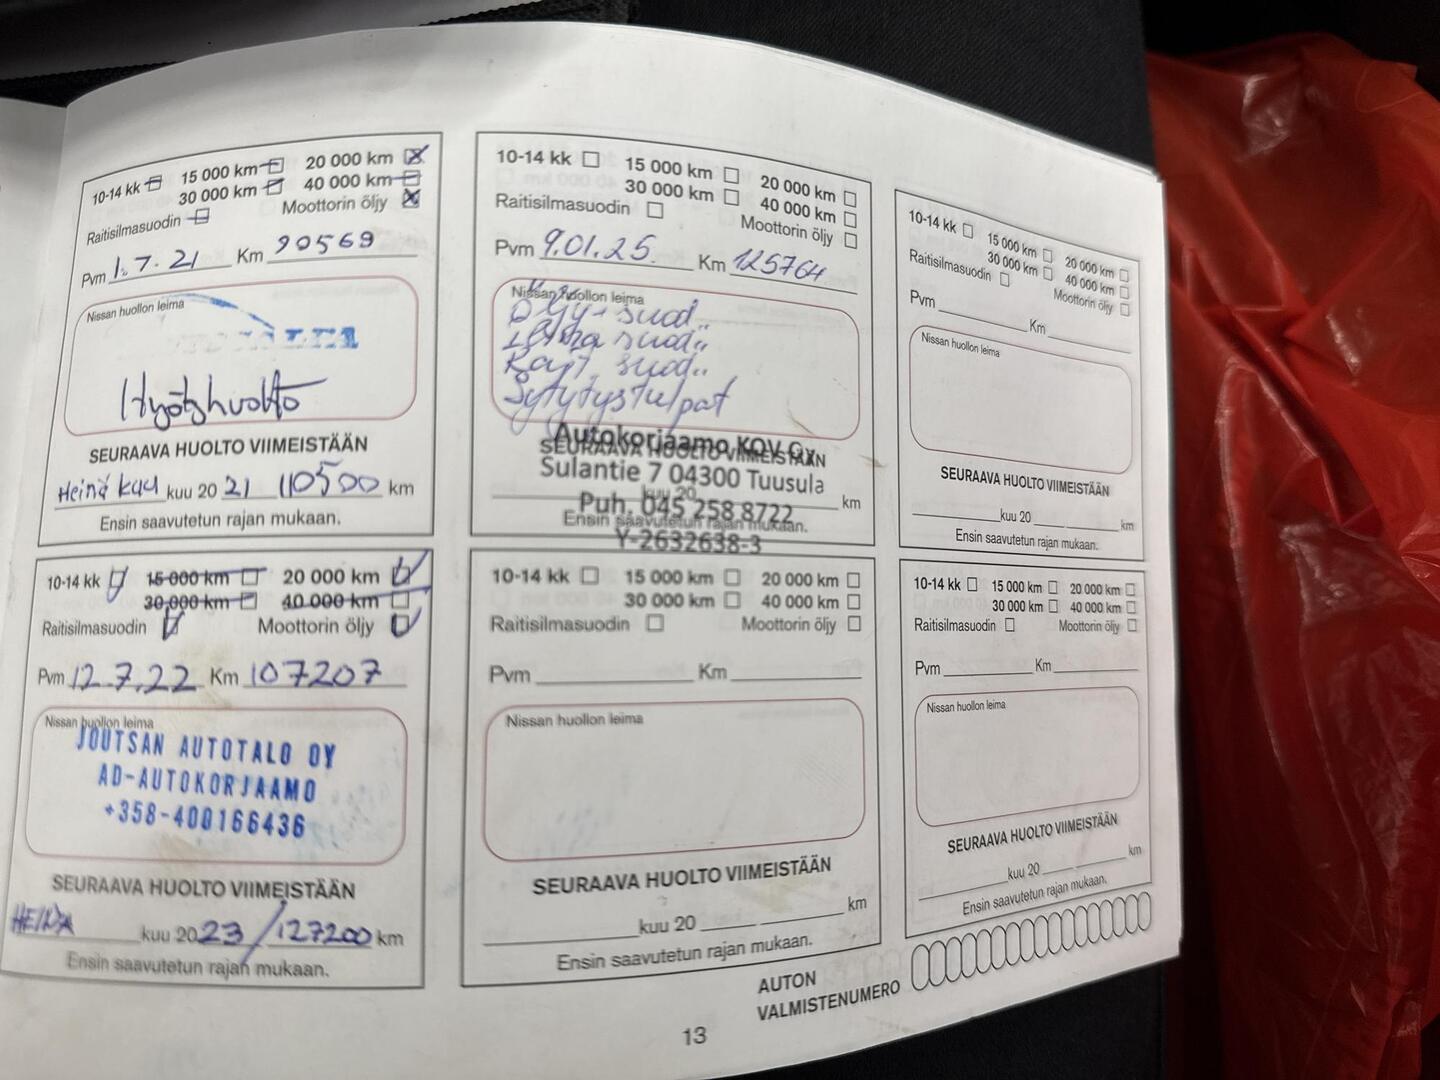 10-14 kk 15 000 km 20 000 km
30 000 km 40 000 km
Raitisilmasuodin Moottorin öljy
Pvm 1.7.21 Km 90569
Nissan huollon leima
SEURAAVA HUOLTO VIIMEISTÄÄN
Heinä kuu kuu 20 21 110500 km
Ensin saavutetun rajan mukaan.
10-14 kk 15 000 km 20 000 km
30 000 km 40 000 km
Raitisilmasuodin Moottorin öljy
Pvm 12.7.22 Km 107207
Nissan huollon leima
JOUTSAN AUTOTALO OY
AD-AUTOKORJAAMO
+358-400166436
SEURAAVA HUOLTO VIIMEISTÄÄN
HEINÄ kuu 20 23 / 127200 km
Ensin saavutetun rajan mukaan.
10-14 kk 15 000 km 20 000 km
30 000 km 40 000 km
Raitisilmasuodin Moottorin öljy
Pvm 9.01.25. Km 125764
Nissan huollon leima
Öljy + suod.
suod.
suod.
Sytytystulpat
Autokorjaamo KOV Oy
SEURAAVA HUOLTO VIIMEISTÄÄN
Sulantie 7 04300 Tuusula
kuu 20 km
Puh. 045 258 8722
Ensin saavutetun rajan mukaan.
Y-2632638-3
10-14 kk 15 000 km 20 000 km
30 000 km 40 000 km
Raitisilmasuodin Moottorin öljy
Pvm Km
Nissan huollon leima
SEURAAVA HUOLTO VIIMEISTÄÄN
kuu 20 km
Ensin saavutetun rajan mukaan.
10-14 kk 15 000 km 20 000 km
30 000 km 40 000 km
Raitisilmasuodin Moottorin öljy
Pvm Km
Nissan huollon leima
SEURAAVA HUOLTO VIIMEISTÄÄN
kuu 20 km
Ensin saavutetun rajan mukaan.
10-14 kk 15 000 km 20 000 km
30 000 km 40 000 km
Raitisilmasuodin Moottorin öljy
Pvm Km
Nissan huollon leima
SEURAAVA HUOLTO VIIMEISTÄÄN
kuu 20 km
Ensin saavutetun rajan mukaan.
AUTON
VALMISTENUMERO
13